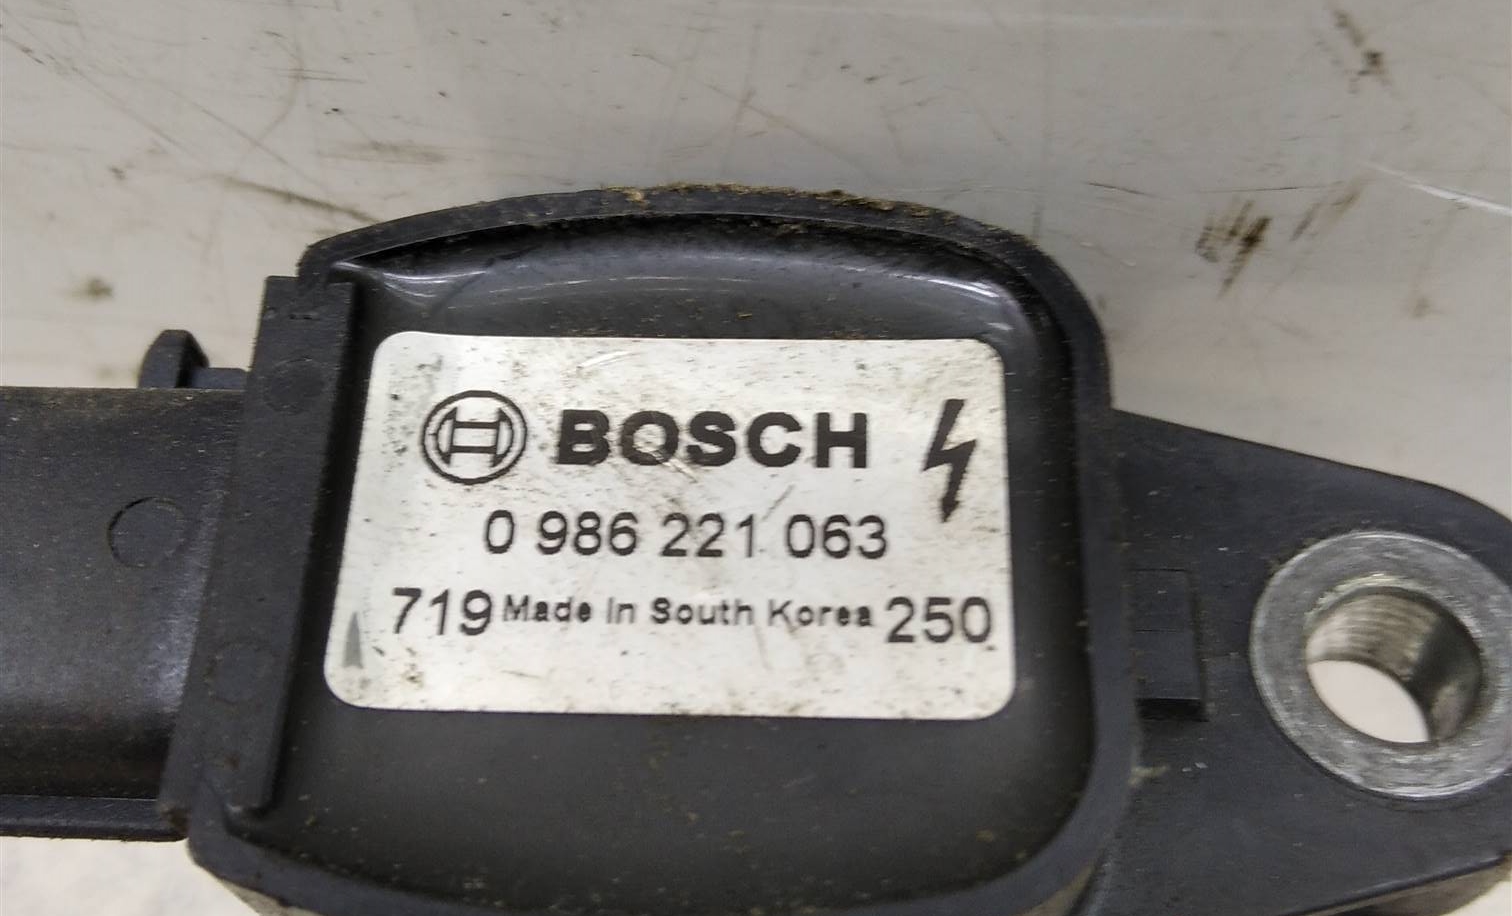 BOSCH
0 986 221 063
719 Made In South Korea 250